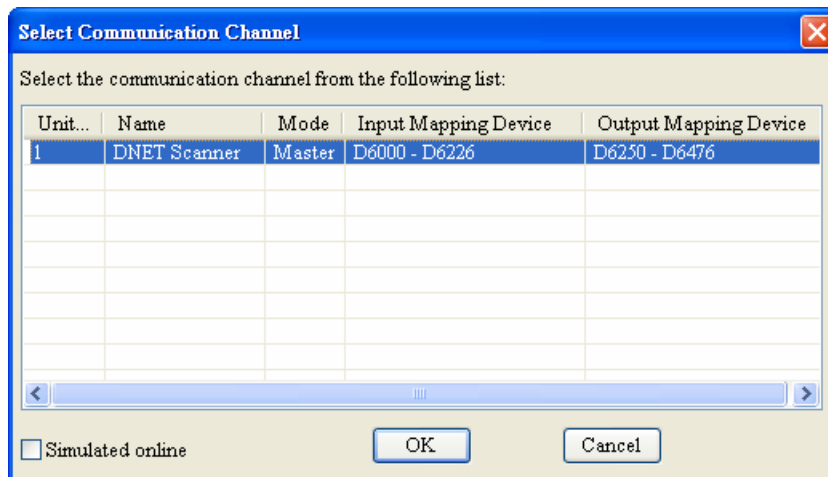 Select Communication Channel
Select the communication channel from the following list:
Unit... Name Mode Input Mapping Device Output Mapping Device
1 DNET Scanner Master D6000 - D6226 D6250 - D6476
Simulated online OK Cancel